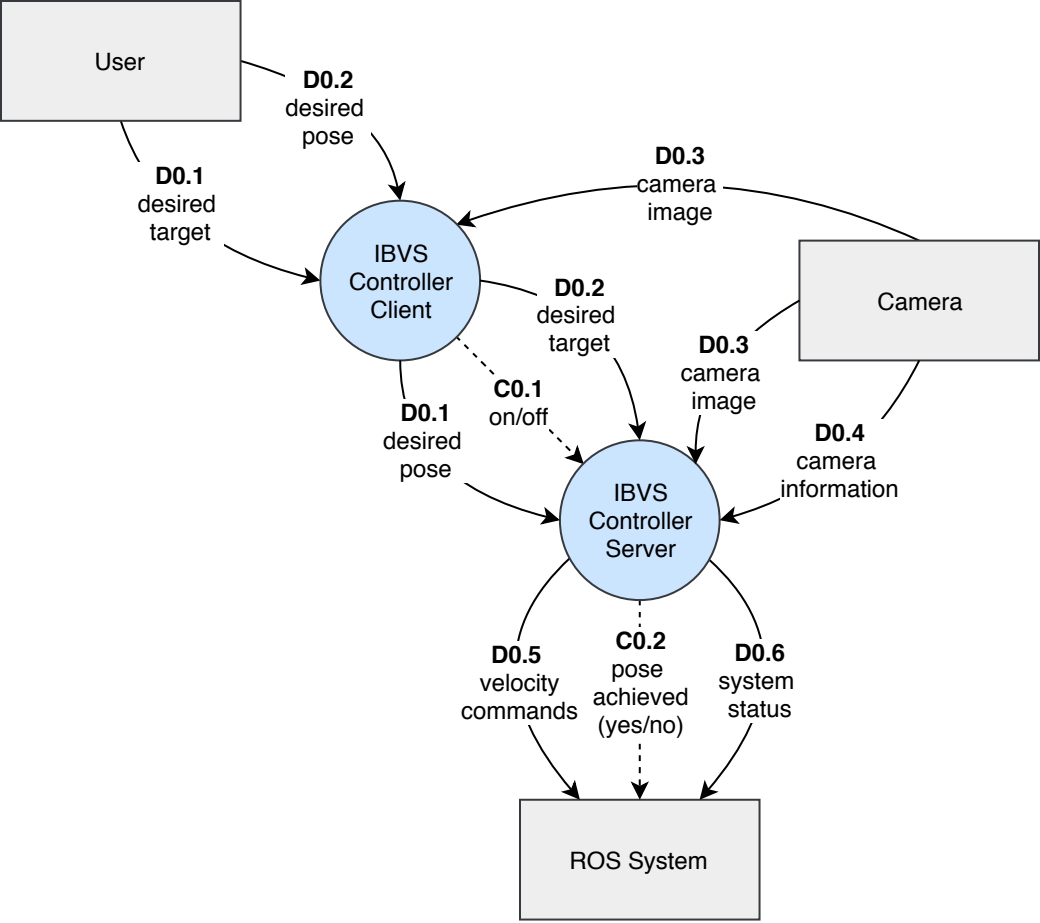 User
D0.2
desired
pose
D0.1
desired
target
D0.3
camera
image
IBVS
Controller
Client
Camera
D0.2
desired
target
D0.3
camera
image
C0.1
on/off
D0.1
desired
pose
D0.4
camera
information
IBVS
Controller
Server
D0.5
velocity
commands
C0.2
pose
achieved
(yes/no)
D0.6
system
status
ROS System